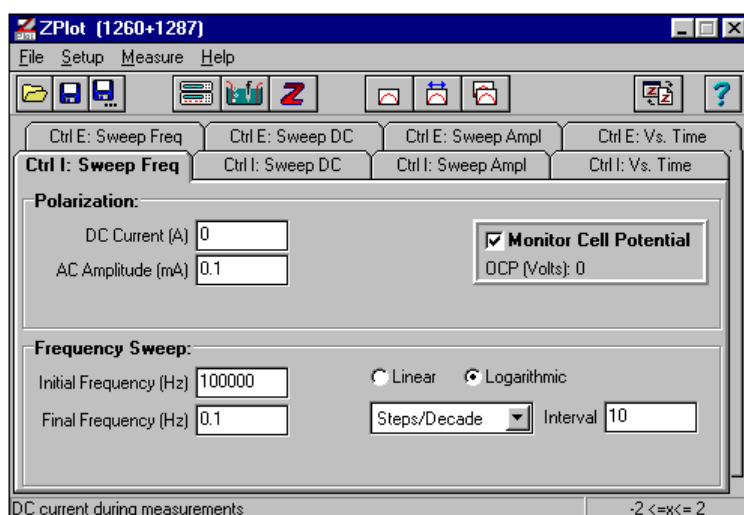 ZPlot (1260+1287)
File Setup Measure Help
Ctrl E: Sweep Freq Ctrl E: Sweep DC Ctrl E: Sweep Ampl Ctrl E: Vs. Time
Ctrl I: Sweep Freq Ctrl I: Sweep DC Ctrl I: Sweep Ampl Ctrl I: Vs. Time
Polarization:
DC Current (A) 0
Monitor Cell Potential
AC Amplitude (mA) 0.1
OCP (Volts): 0
Frequency Sweep:
Initial Frequency (Hz) 100000 Linear Logarithmic
Final Frequency (Hz) 0.1 Steps/Decade Interval 10
DC current during measurements -2 <=x<= 2